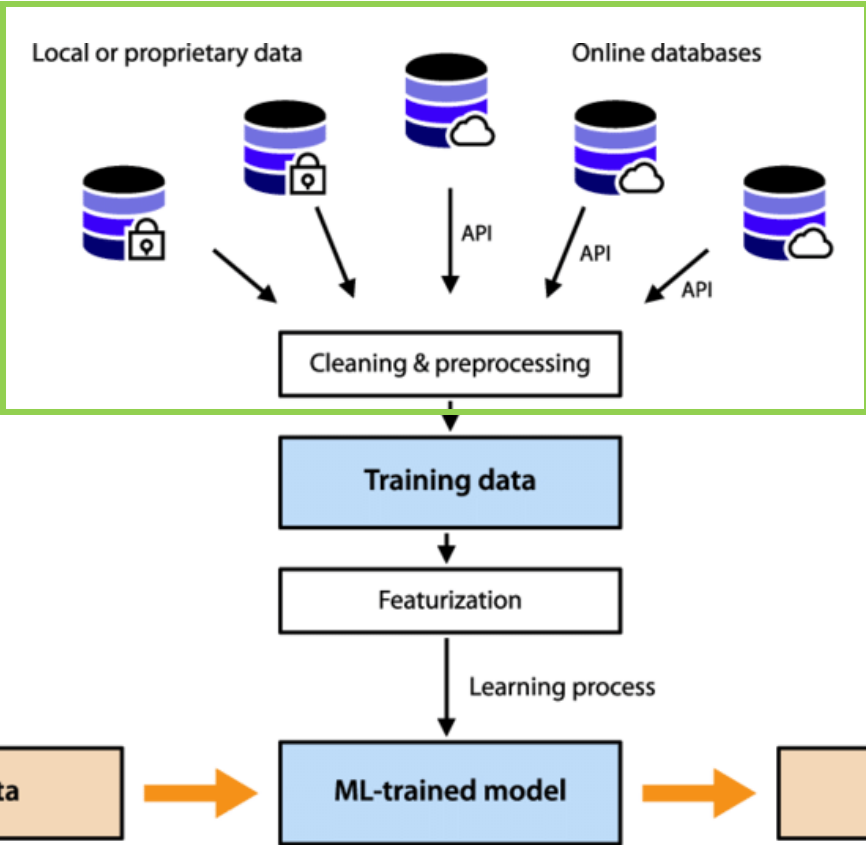 Local or proprietary data
Online databases
API
API
API
Cleaning & preprocessing
Training data
Featurization
Learning process
ta
ML-trained model